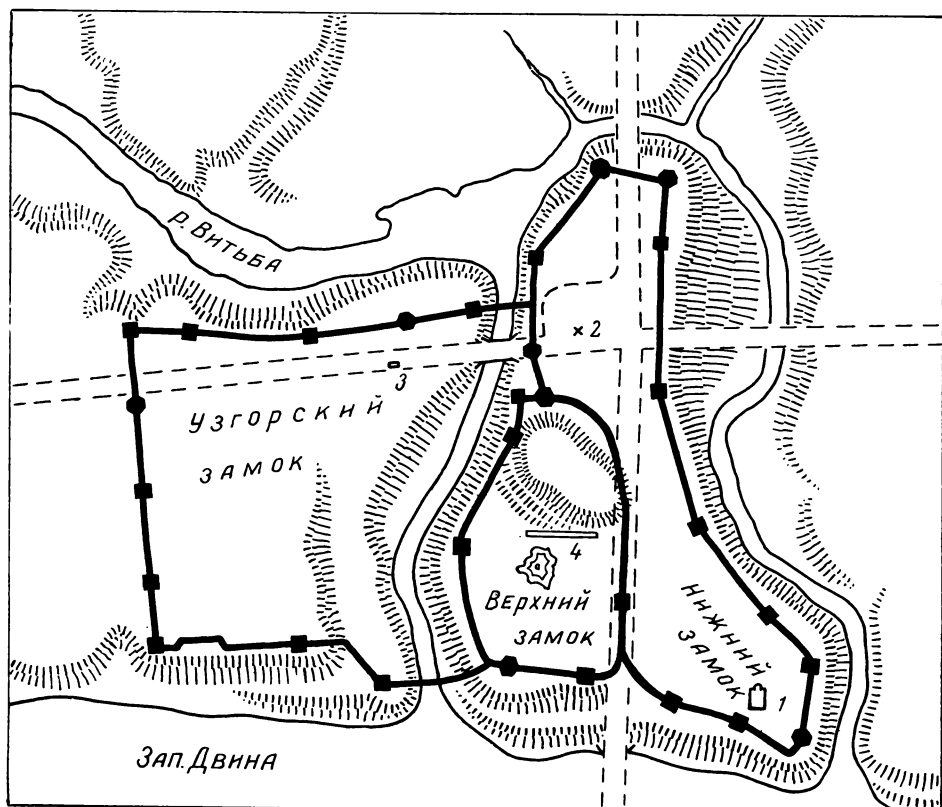 р. Витьба
×2
3
Узгорский
замок
4
Верхний
замок
Нижний
замок
1
Зап. Двина